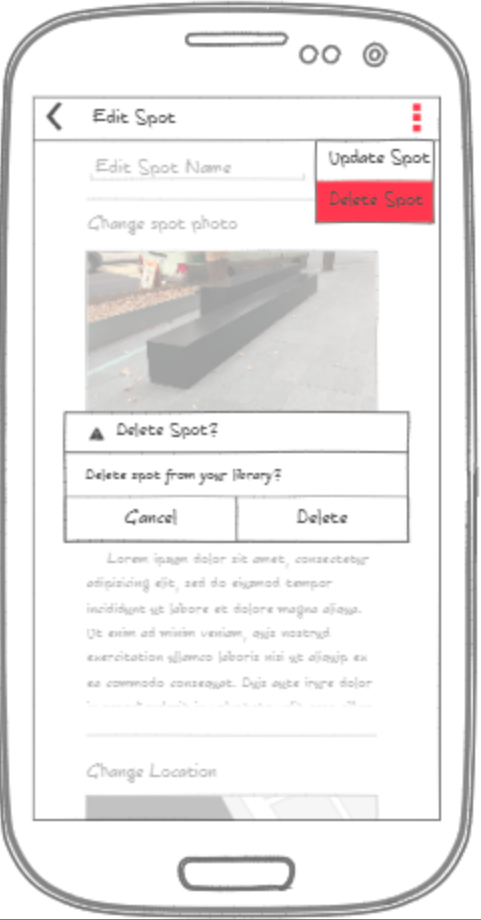 Edit Spot
Update Spot
Edit Spot Name
Delete Spot
Change spot photo
Delete Spot?
Delete spot from your library?
Cancel
Delete
Lorem ipsum dolor sit amet, consectetur
adipisicing elit, sed do eiusmod tempor
incididunt ut labore et dolore magna aliqua.
Ut enim ad minim veniam, quis nostrud
exercitation ullamco laboris nisi ut aliquip ex
ea commodo consequat. Duis aute irure dolor
Change Location